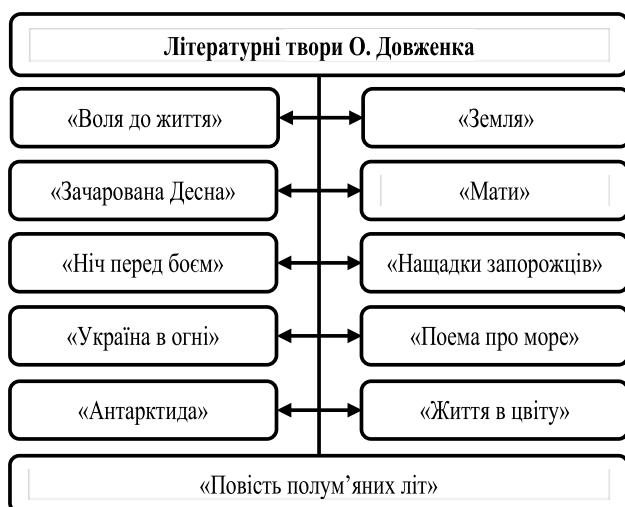 Літературні твори О. Довженка
«Воля до життя»
«Земля»
«Зачарована Десна»
«Мати»
«Ніч перед боєм»
«Нащадки запорожців»
«Україна в огні»
«Поема про море»
«Антарктида»
«Життя в цвіту»
«Повість полум’яних літ»